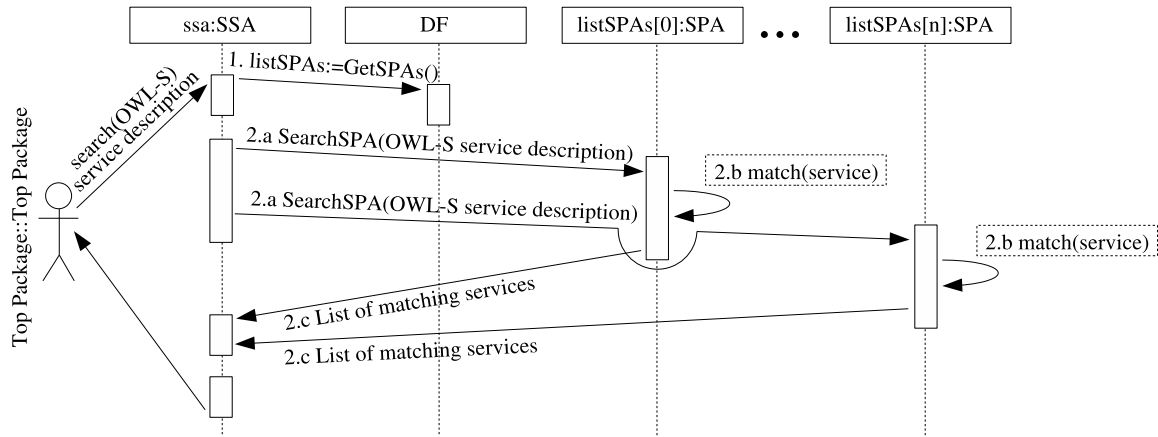 ssa:SSA
DF
listSPAs[0]:SPA
...
listSPAs[n]:SPA
1. listSPAs:=GetSPAs()
search(OWL-S)
service description
2.a SearchSPA(OWL-S service description)
2.b match(service)
2.a SearchSPA(OWL-S service description)
2.b match(service)
Top Package::Top Package
2.c List of matching services
2.c List of matching services